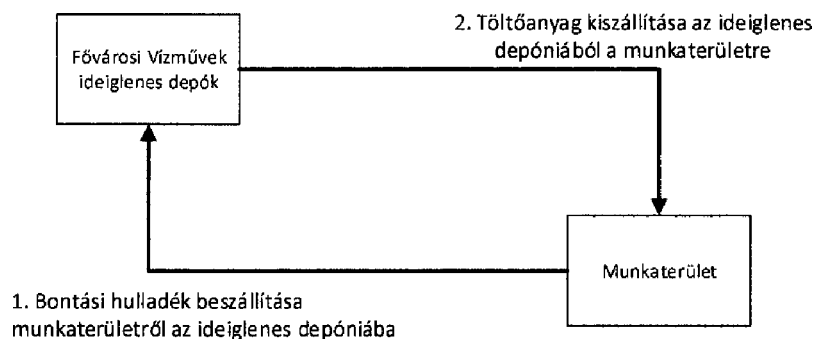 2. Töltőanyag kiszállítása az ideiglenes
depóniából a munkaterületre
Fővárosi Vízművek
ideiglenes depók
Munkaterület
1. Bontási hulladék beszállítása
munkaterületről az ideiglenes depóniába